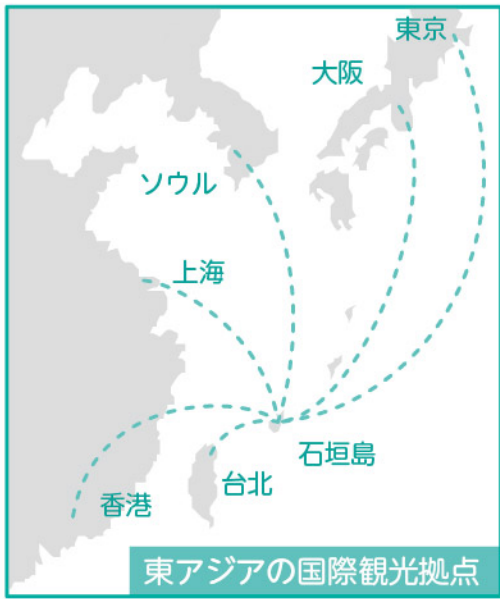 東京
大阪
ソウル
上海
石垣島
台北
香港
東アジアの国際観光拠点